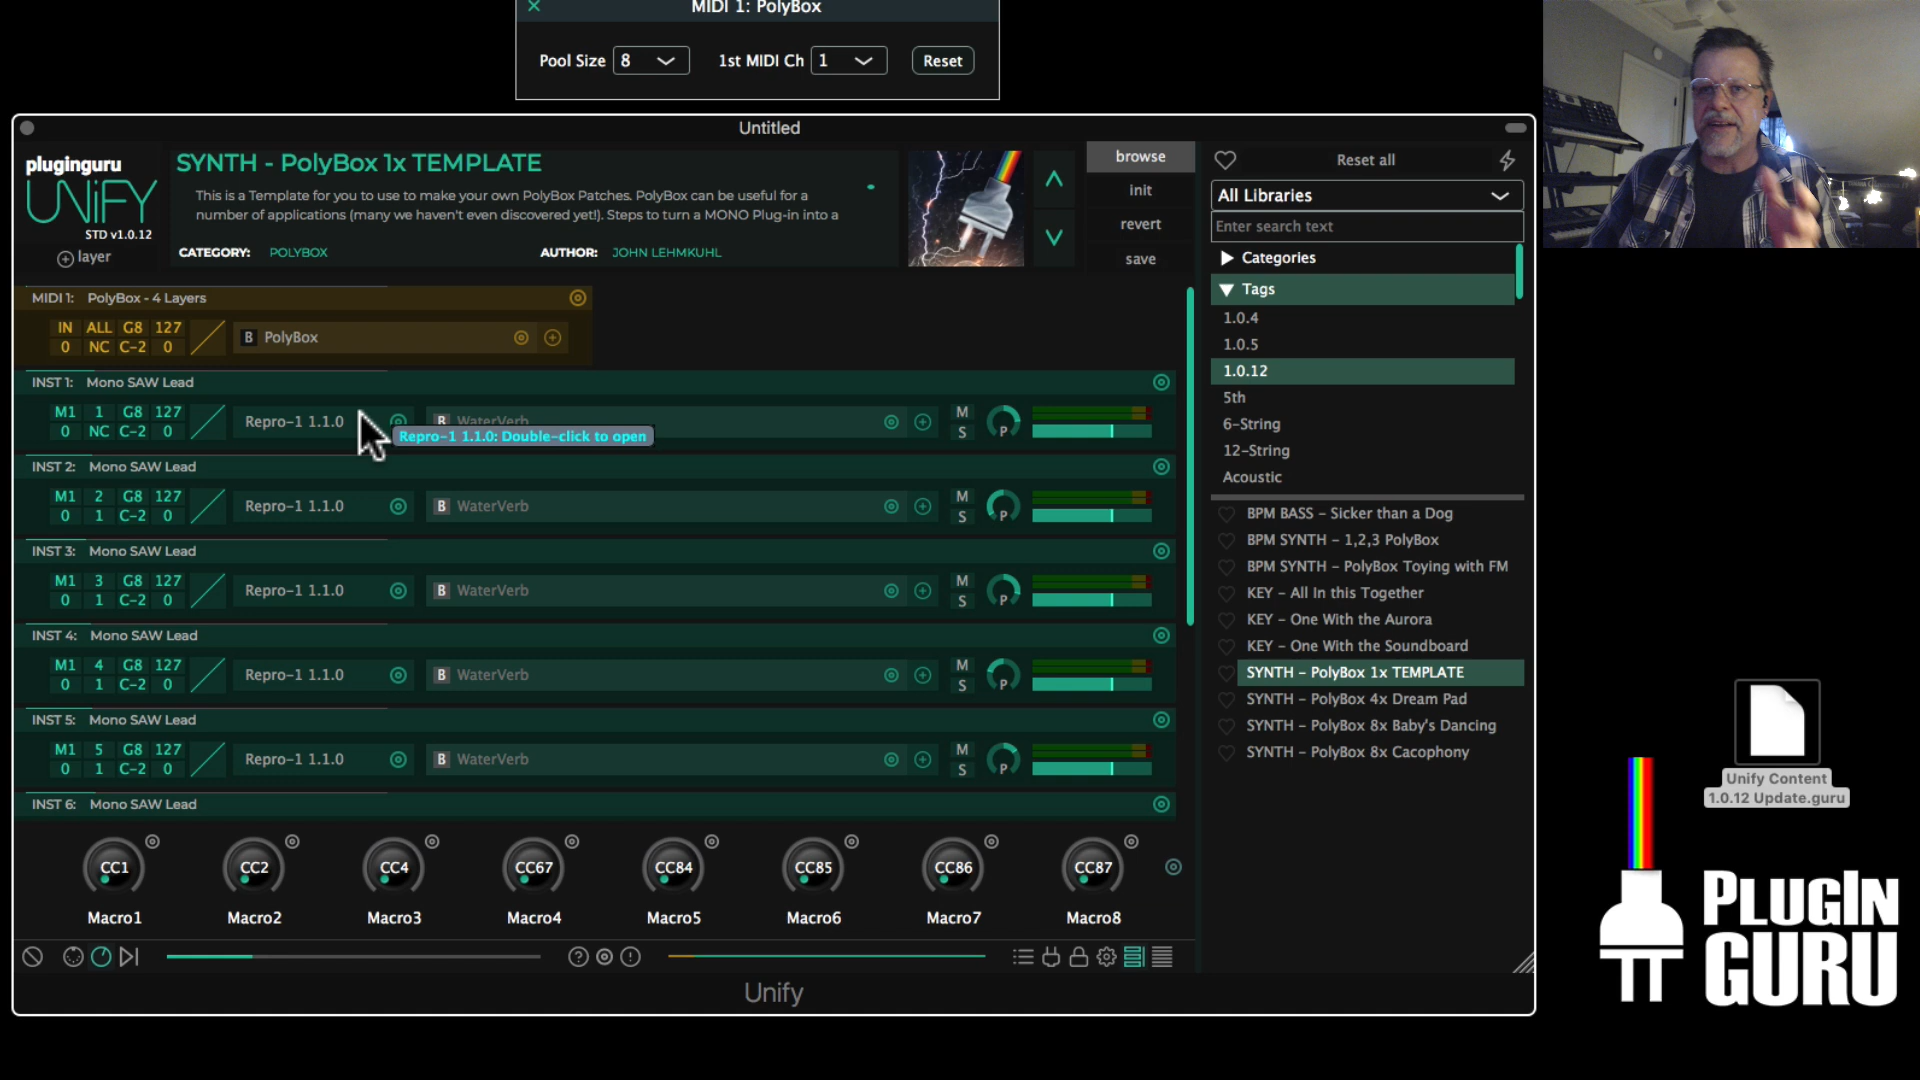 MIDI 1: PolyBox
Pool Size 8 1st MIDI Ch 1 Reset
Untitled
pluginguru
UNiFY
STD v1.0.12
layer
SYNTH - PolyBox 1x TEMPLATE
This is a Template for you to use to make your own PolyBox Patches. PolyBox can be useful for a
number of applications (many we haven't even discovered yet!). Steps to turn a MONO Plug-in into a
CATEGORY: POLYBOX AUTHOR: JOHN LEHMKUHL
browse
init
revert
save
MIDI 1: PolyBox - 4 Layers
IN ALL G8 127
0 NC C-2 0
B PolyBox
INST 1: Mono SAW Lead
M1 1 G8 127
0 NC C-2 0
Repro-1 1.1.0 B WaterVerb M S P
Repro-1 1.1.0: Double-click to open
INST 2: Mono SAW Lead
M1 2 G8 127
0 1 C-2 0
Repro-1 1.1.0 B WaterVerb M S P
INST 3: Mono SAW Lead
M1 3 G8 127
0 1 C-2 0
Repro-1 1.1.0 B WaterVerb M S P
INST 4: Mono SAW Lead
M1 4 G8 127
0 1 C-2 0
Repro-1 1.1.0 B WaterVerb M S P
INST 5: Mono SAW Lead
M1 5 G8 127
0 1 C-2 0
Repro-1 1.1.0 B WaterVerb M S P
INST 6: Mono SAW Lead
CC1 CC2 CC4 CC67 CC84 CC85 CC86 CC87
Macro1 Macro2 Macro3 Macro4 Macro5 Macro6 Macro7 Macro8
Unify
Reset all
All Libraries
Enter search text
Categories
Tags
1.0.4
1.0.5
1.0.12
5th
6-String
12-String
Acoustic
BPM BASS - Sicker than a Dog
BPM SYNTH - 1,2,3 PolyBox
BPM SYNTH - PolyBox Toying with FM
KEY - All In this Together
KEY - One With the Aurora
KEY - One With the Soundboard
SYNTH - PolyBox 1x TEMPLATE
SYNTH - PolyBox 4x Dream Pad
SYNTH - PolyBox 8x Baby's Dancing
SYNTH - PolyBox 8x Cacophony
Unify Content
1.0.12 Update.guru
PLUGIN
GURU